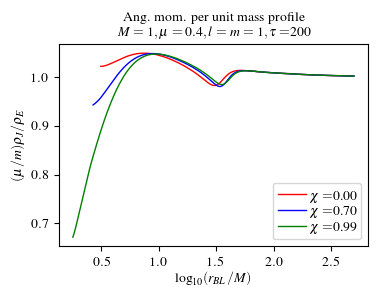 Ang. mom. per unit mass profile
M = 1, μ = 0.4, l = m = 1, τ = 200
(μ/m)ρ_J/ρ_E
1.0
0.9
0.8
0.7
χ = 0.00
χ = 0.70
χ = 0.99
0.5 1.0 1.5 2.0 2.5
log₁₀(r_BL/M)